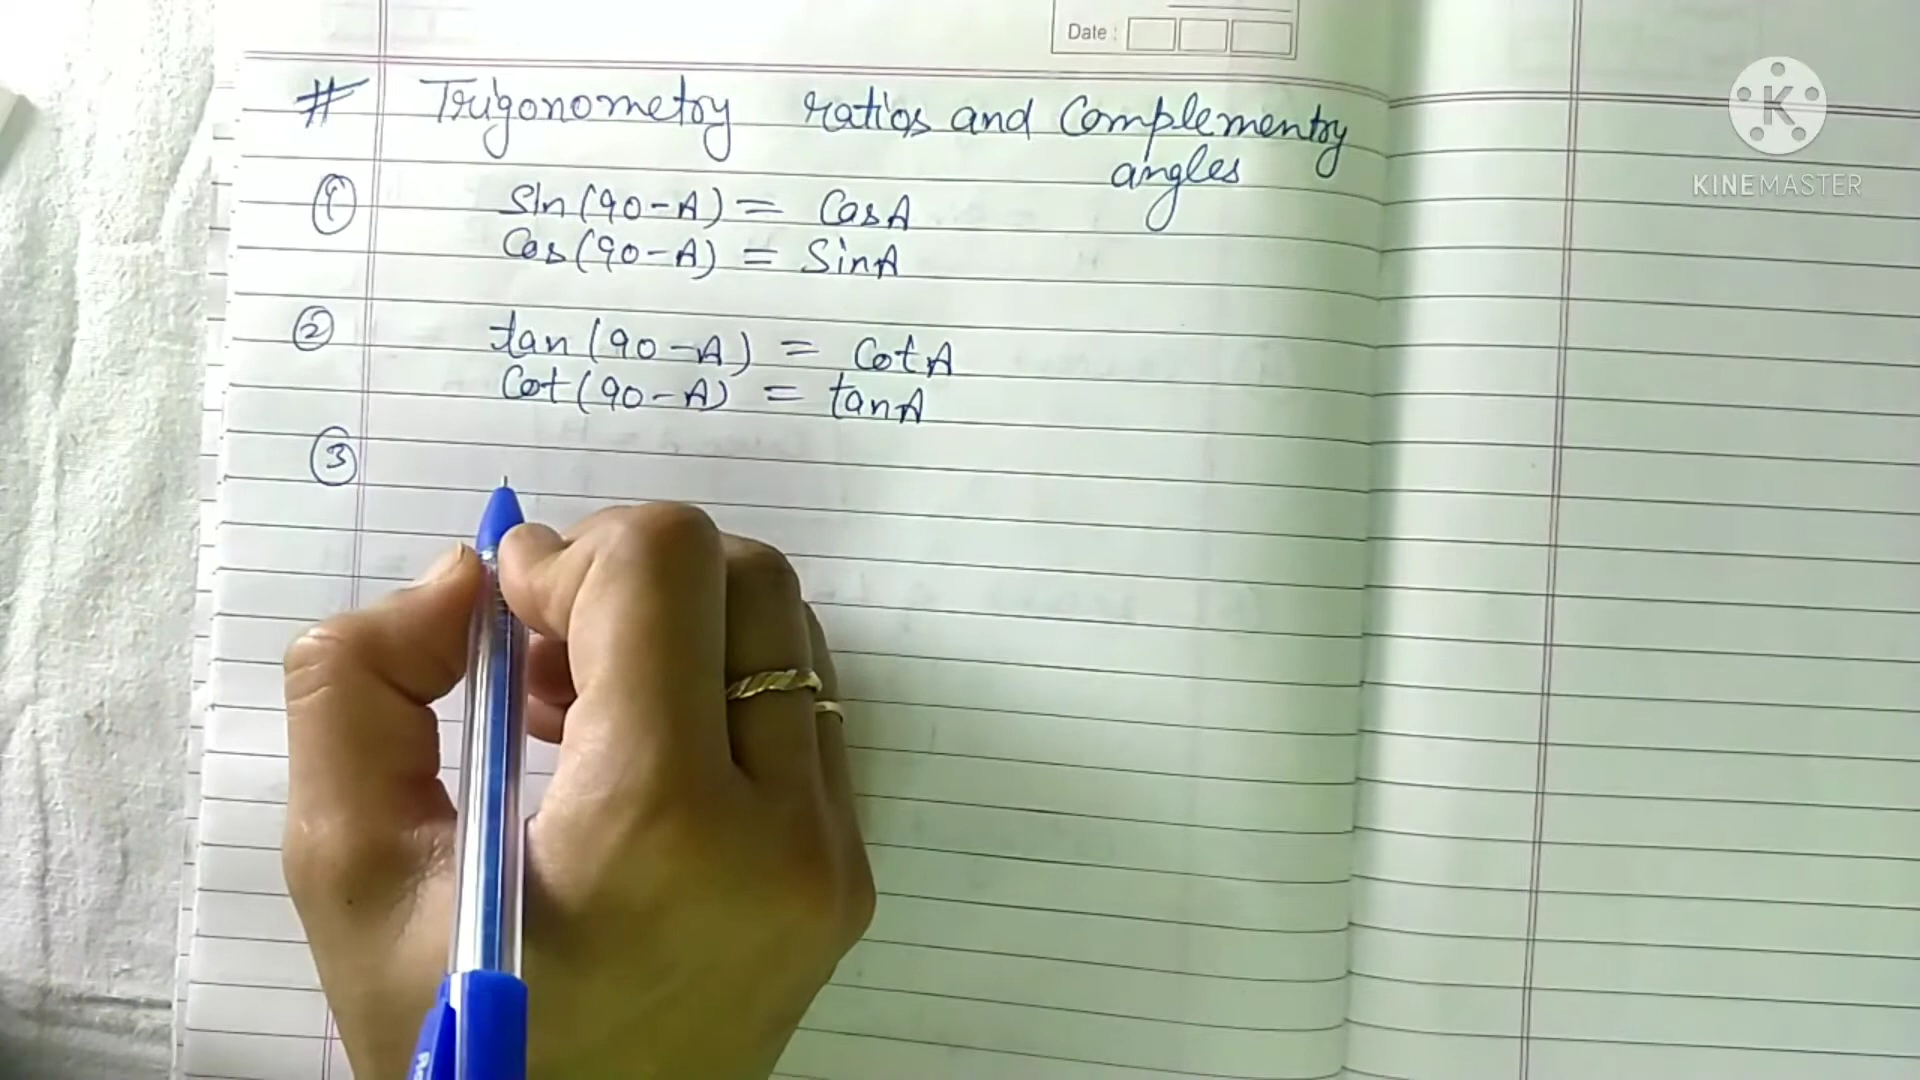 Date :
# Trigonometry ratios and Complementry
angles
① Sin(90-A) = CosA
Cos(90-A) = SinA
② tan(90-A) = CotA
Cot(90-A) = tanA
③
K
KINEMASTER